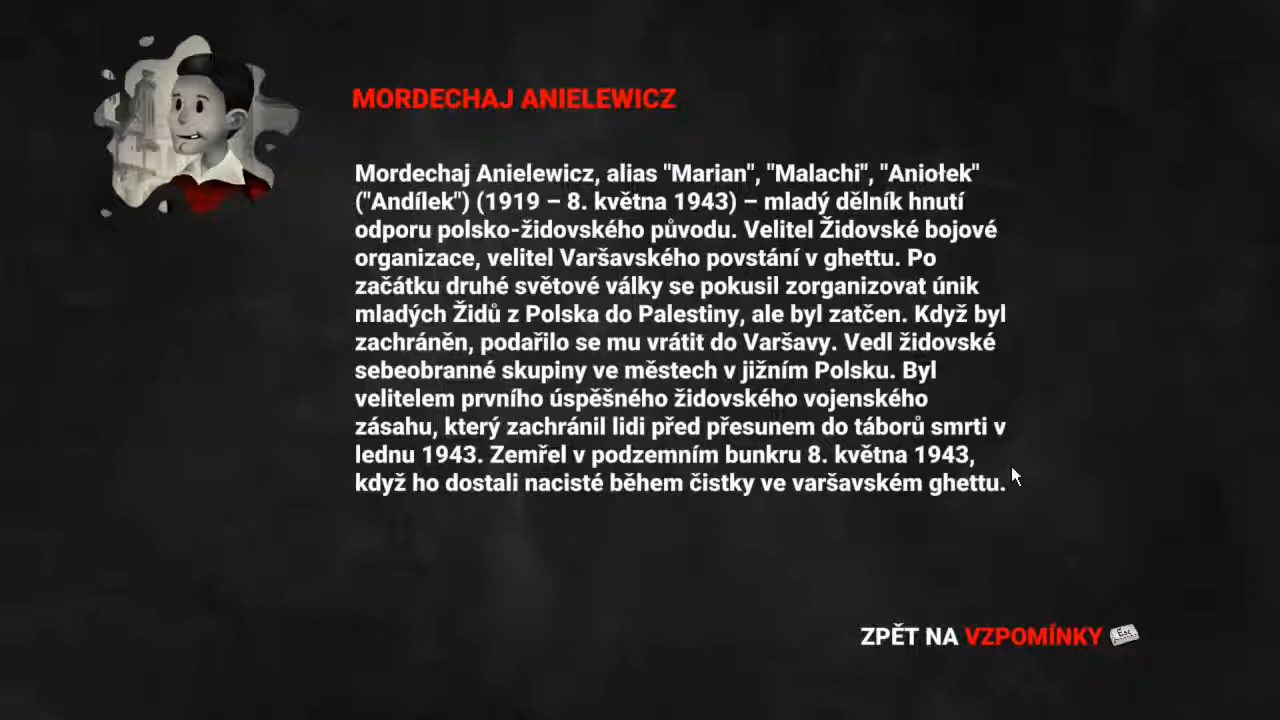 MORDECHAJ ANIELEWICZ
Mordechaj Anielewicz, alias "Marian", "Malachi", "Aniołek"
("Andílek") (1919 – 8. května 1943) – mladý dělník hnutí
odporu polsko-židovského původu. Velitel Židovské bojové
organizace, velitel Varšavského povstání v ghettu. Po
začátku druhé světové války se pokusil zorganizovat únik
mladých Židů z Polska do Palestiny, ale byl zatčen. Když byl
zachráněn, podařilo se mu vrátit do Varšavy. Vedl židovské
sebeobranné skupiny ve městech v jižním Polsku. Byl
velitelem prvního úspěšného židovského vojenského
zásahu, který zachránil lidi před přesunem do táborů smrti v
lednu 1943. Zemřel v podzemním bunkru 8. května 1943,
když ho dostali nacisté během čistky ve varšavském ghettu.
ZPĚT NA VZPOMÍNKY Esc